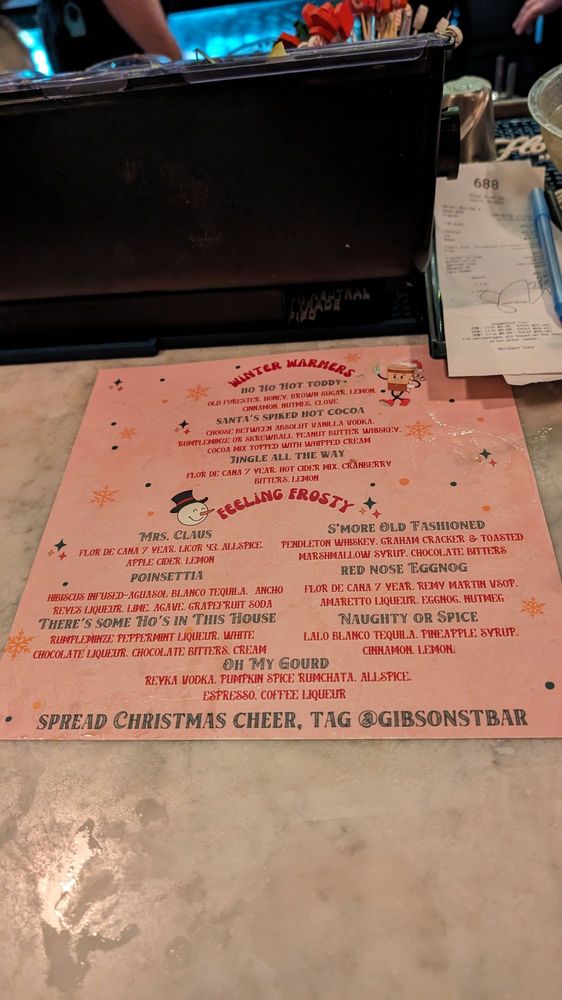 688
WINTER WARMERS
HO HO HOT TODDY
OLD FORESTER, HONEY, BROWN SUGAR, LEMON,
CINNAMON, NUTMEG, CLOVE
SANTA'S SPIKED HOT COCOA
CHOOSE BETWEEN ABSOLUT VANILLA VODKA,
RUMPLEMINZE OR SKREWBALL PEANUT BUTTER WHISKEY,
COCOA MIX TOPPED WITH WHIPPED CREAM
JINGLE ALL THE WAY
FLOR DE CANA 7 YEAR, HOT CIDER MIX, CRANBERRY
BITTERS, LEMON
FEELING FROSTY
MRS. CLAUS
FLOR DE CANA 7 YEAR, LICOR 43, ALLSPICE,
APPLE CIDER, LEMON
POINSETTIA
HIBISCUS INFUSED-AGUASOL BLANCO TEQUILA, ANCHO
REYES LIQUEUR, LIME, AGAVE, GRAPEFRUIT SODA
THERE'S SOME HO'S IN THIS HOUSE
RUMPLEMINZE PEPPERMINT LIQUEUR, WHITE
CHOCOLATE LIQUEUR, CHOCOLATE BITTERS, CREAM
S'MORE OLD FASHIONED
PENDLETON WHISKEY, GRAHAM CRACKER & TOASTED
MARSHMALLOW SYRUP, CHOCOLATE BITTERS
RED NOSE EGGNOG
FLOR DE CANA 7 YEAR, REMY MARTIN VSOP,
AMARETTO LIQUEUR, EGGNOG, NUTMEG
NAUGHTY OR SPICE
LALO BLANCO TEQUILA, PINEAPPLE SYRUP,
CINNAMON, LEMON,
OH MY GOURD
REYKA VODKA, PUMPKIN SPICE RUMCHATA, ALLSPICE,
ESPRESSO, COFFEE LIQUEUR
SPREAD CHRISTMAS CHEER, TAG @GIBSONSTBAR